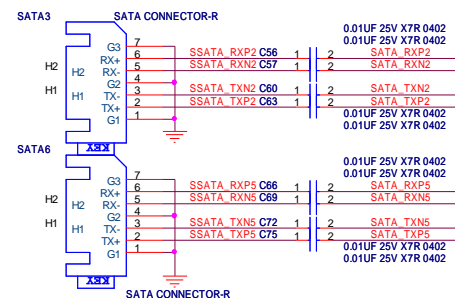 SATA3 SATA CONNECTOR-R
0.01UF 25V X7R 0402
0.01UF 25V X7R 0402
G3 7
RX+ 6 SSATA_RXP2 C56 1 2 SATA_RXP2
H2 H2 RX- 5 SSATA_RXN2 C57 1 2 SATA_RXN2
G2 4
H1 H1 TX- 3 SSATA_TXN2 C60 1 2 SATA_TXN2
TX+ 2 SSATA_TXP2 C63 1 2 SATA_TXP2
G1 1
0.01UF 25V X7R 0402
0.01UF 25V X7R 0402
KEY
SATA6
0.01UF 25V X7R 0402
0.01UF 25V X7R 0402
G3 7
RX+ 6 SSATA_RXP5 C66 1 2 SATA_RXP5
H2 H2 RX- 5 SSATA_RXN5 C69 1 2 SATA_RXN5
G2 4
H1 H1 TX- 3 SSATA_TXN5 C72 1 2 SATA_TXN5
TX+ 2 SSATA_TXP5 C75 1 2 SATA_TXP5
G1 1
0.01UF 25V X7R 0402
0.01UF 25V X7R 0402
KEY
SATA CONNECTOR-R